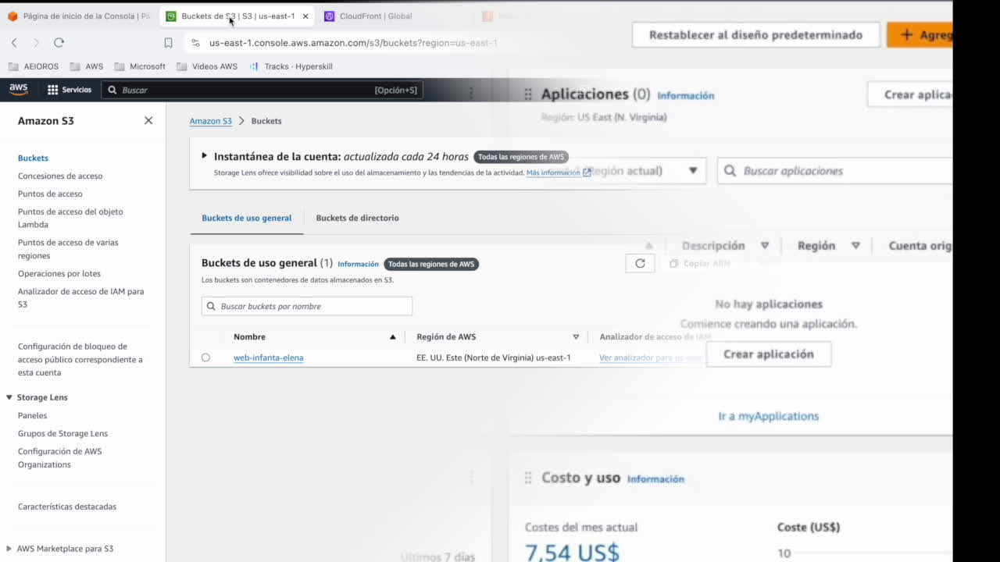 Página de inicio de la Consola | Pa
Buckets de S3 | S3 | us-east-1
CloudFront | Global
us-east-1.console.aws.amazon.com/s3/buckets?region=us-east-1
Restablecer al diseño predeterminado
Agreg
AEIOROS
AWS
Microsoft
Videos AWS
Tracks - Hyperskill
aws
Servicios
Buscar
[Opción+S]
Aplicaciones (0) Información
Región: US East (N. Virginia)
Crear aplica
Amazon S3
Amazon S3 > Buckets
Buckets
Concesiones de acceso
Puntos de acceso
Puntos de acceso del objeto
Lambda
Puntos de acceso de varias
regiones
Operaciones por lotes
Analizador de acceso de IAM para
S3
Configuración de bloqueo de
acceso público correspondiente a
esta cuenta
Storage Lens
Paneles
Grupos de Storage Lens
Configuración de AWS
Organizations
Características destacadas
AWS Marketplace para S3
Instantánea de la cuenta: actualizada cada 24 horas Todas las regiones de AWS
Storage Lens ofrece visibilidad sobre el uso del almacenamiento y las tendencias de la actividad. Más información
Región actual)
Buscar aplicaciones
Buckets de uso general
Buckets de directorio
Buckets de uso general (1) Información Todas las regiones de AWS
Los buckets son contenedores de datos almacenados en S3.
Copiar ARN
Buscar buckets por nombre
Nombre
Región de AWS
Analizador de acceso de IAM
web-infanta-elena
EE. UU. Este (Norte de Virginia) us-east-1
Ver analizador para us-east
Descripción
Región
Cuenta orig
No hay aplicaciones
Comience creando una aplicación.
Crear aplicación
Ir a myApplications
Costo y uso Información
Costes del mes actual
7,54 US$
Coste (US$)
10
Últimos 7 días